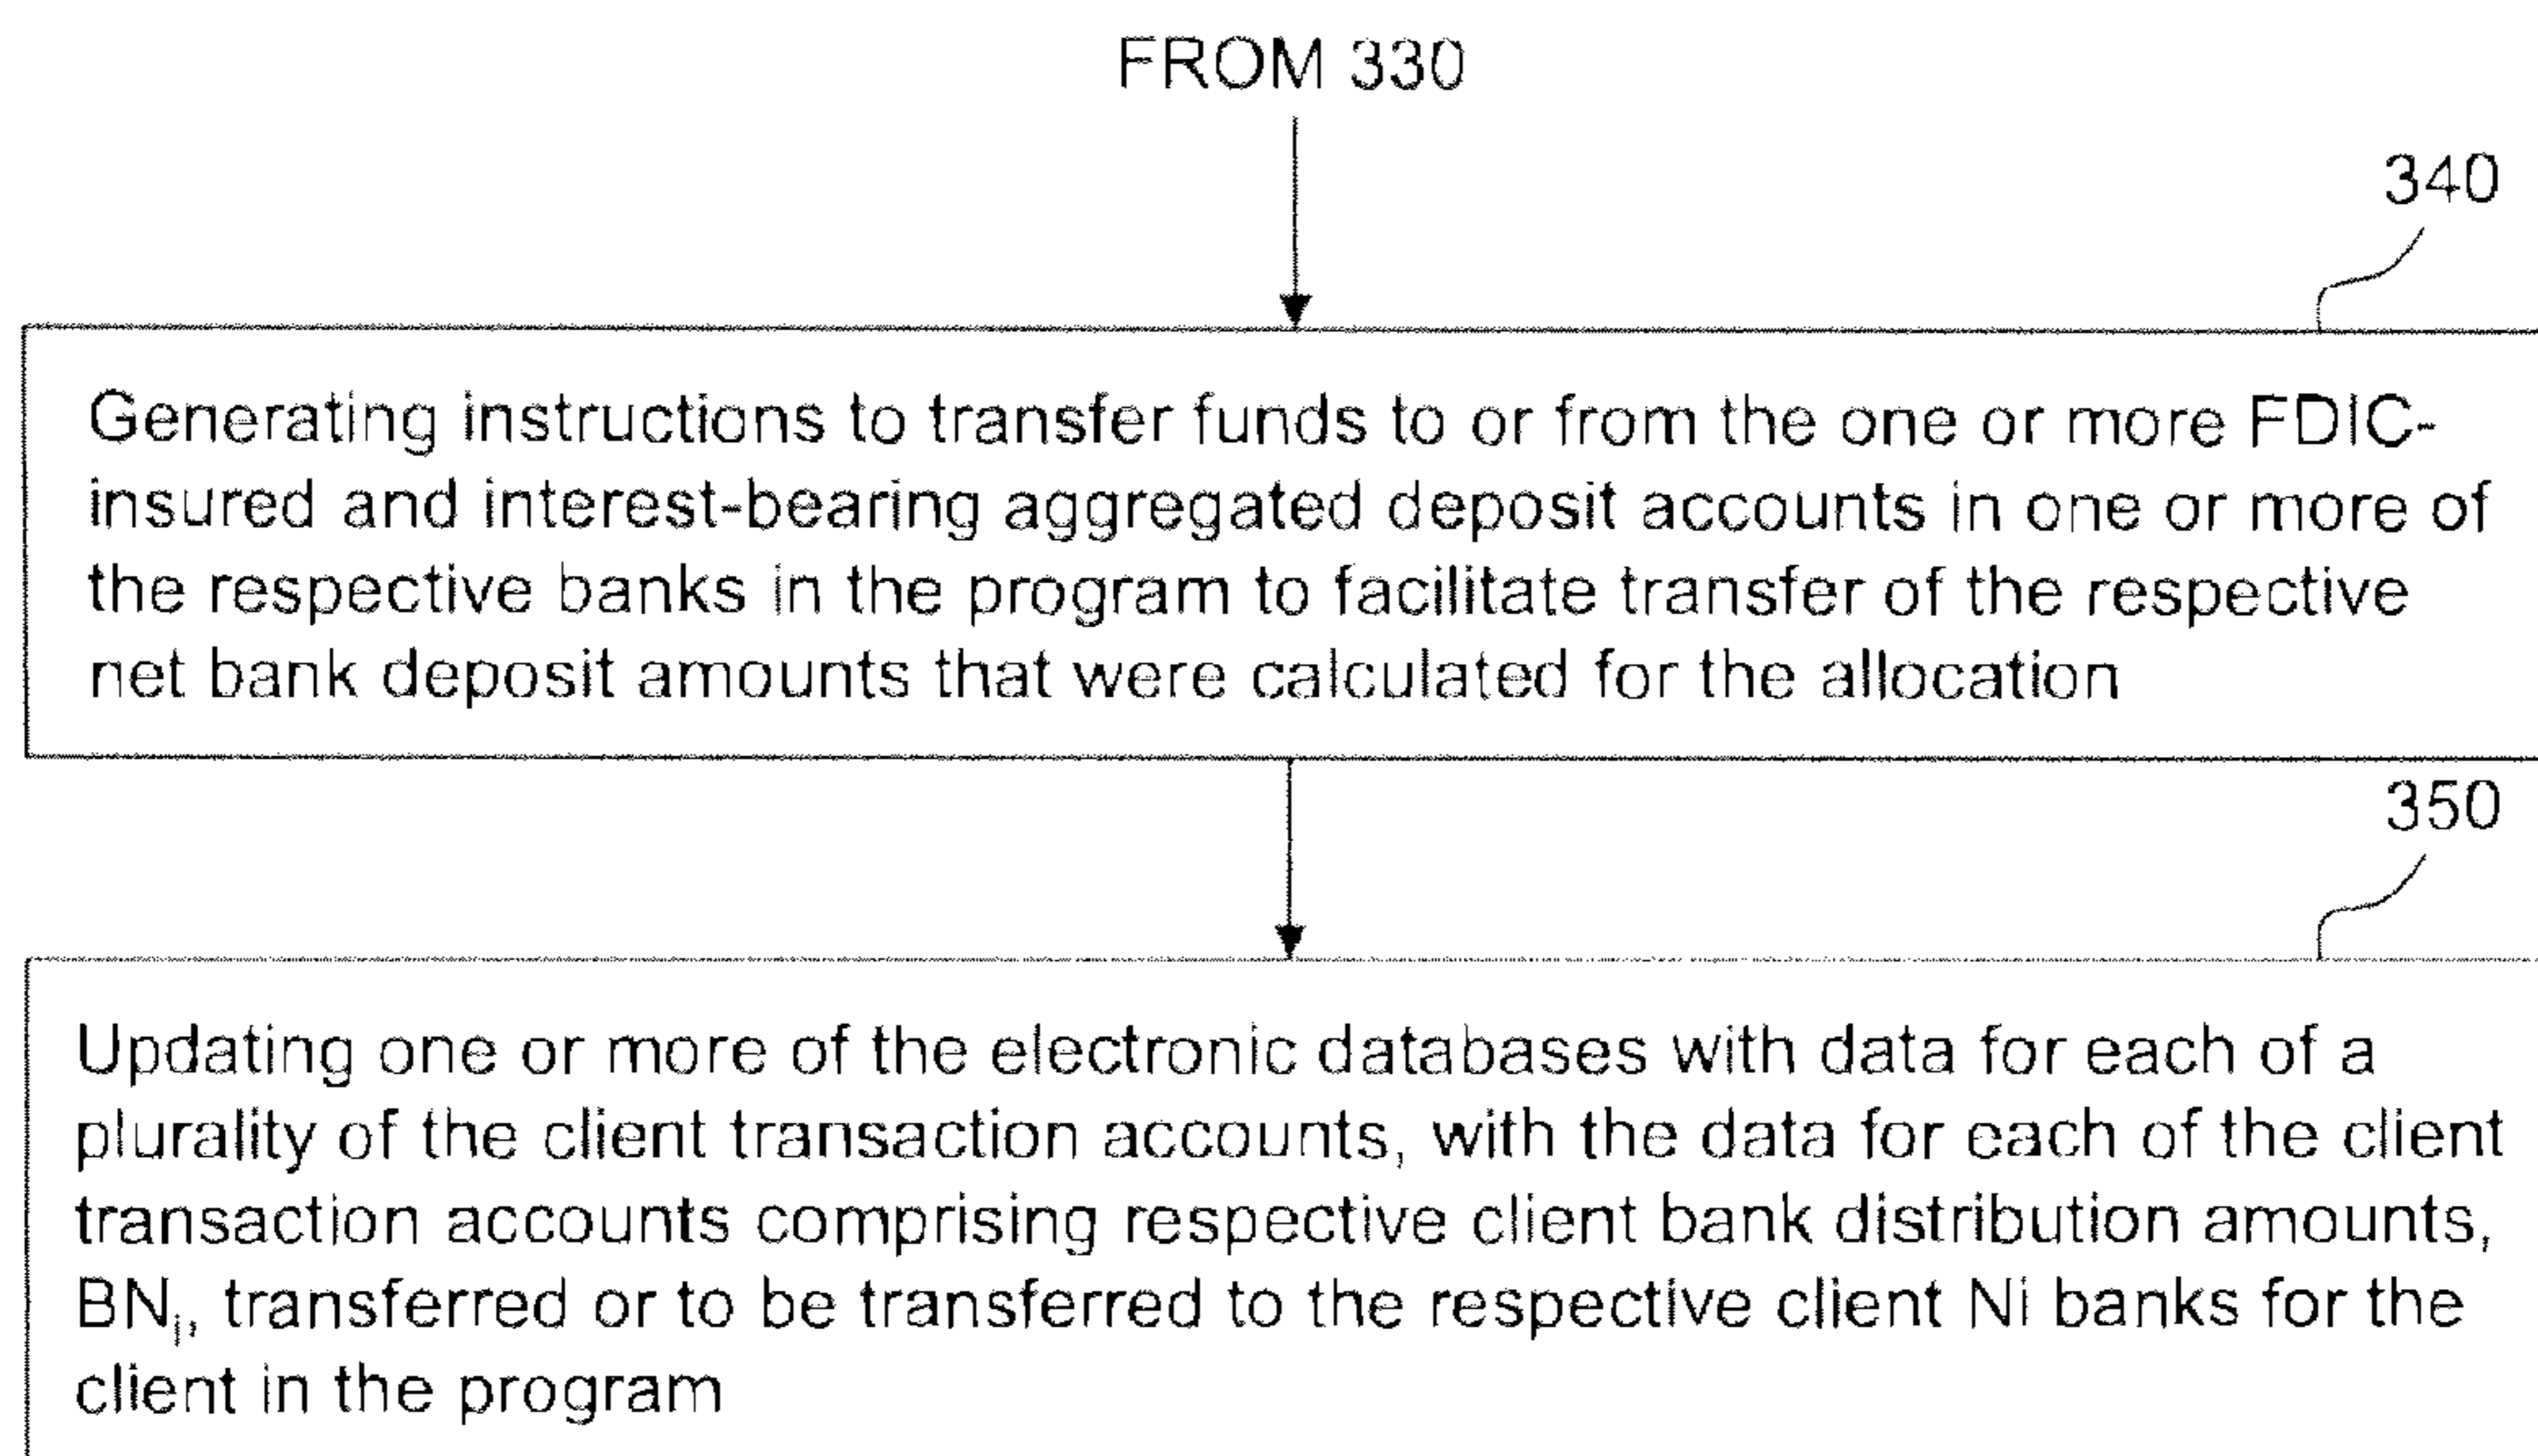 FROM 330
340
Generating instructions to transfer funds to or from the one or more FDIC-
insured and interest-bearing aggregated deposit accounts in one or more of
the respective banks in the program to facilitate transfer of the respective
net bank deposit amounts that were calculated for the allocation
350
Updating one or more of the electronic databases with data for each of a
plurality of the client transaction accounts, with the data for each of the client
transaction accounts comprising respective client bank distribution amounts,
BNi, transferred or to be transferred to the respective client Ni banks for the
client in the program